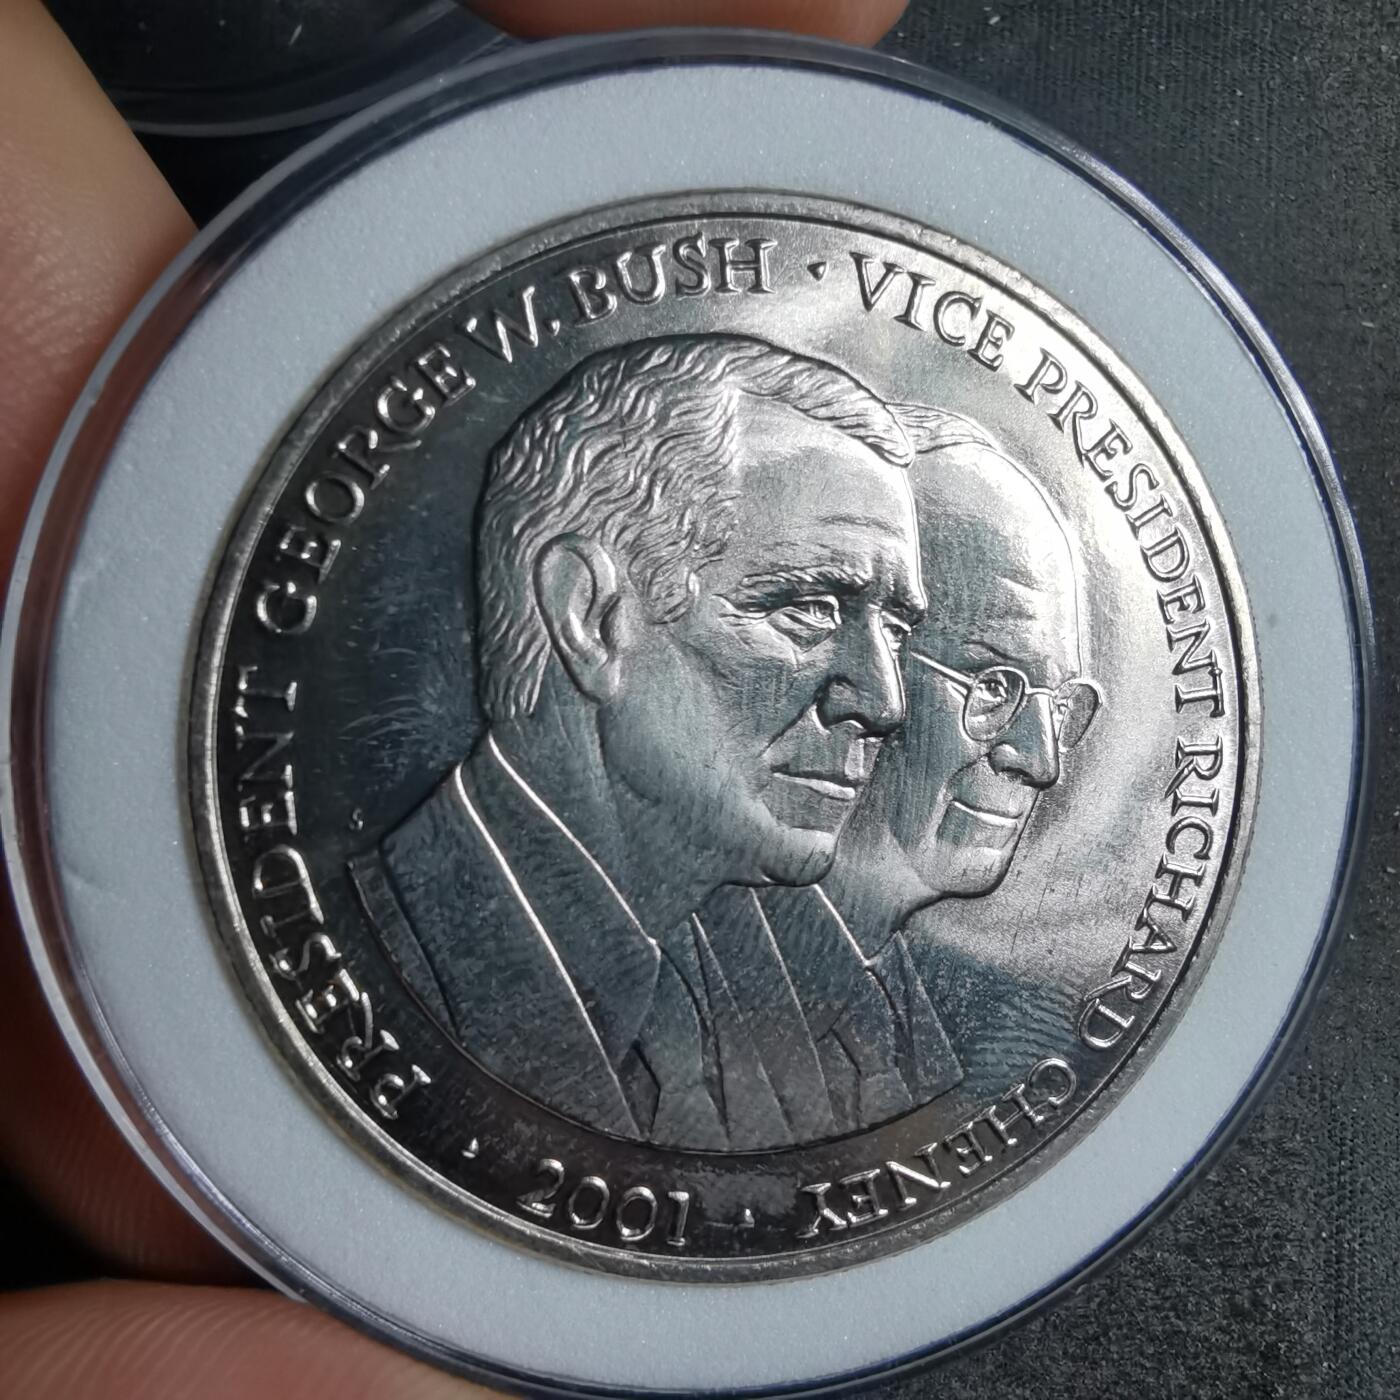 PRESIDENT GEORGE W. BUSH · VICE PRESIDENT RICHARD CHENEY · 2001 ·